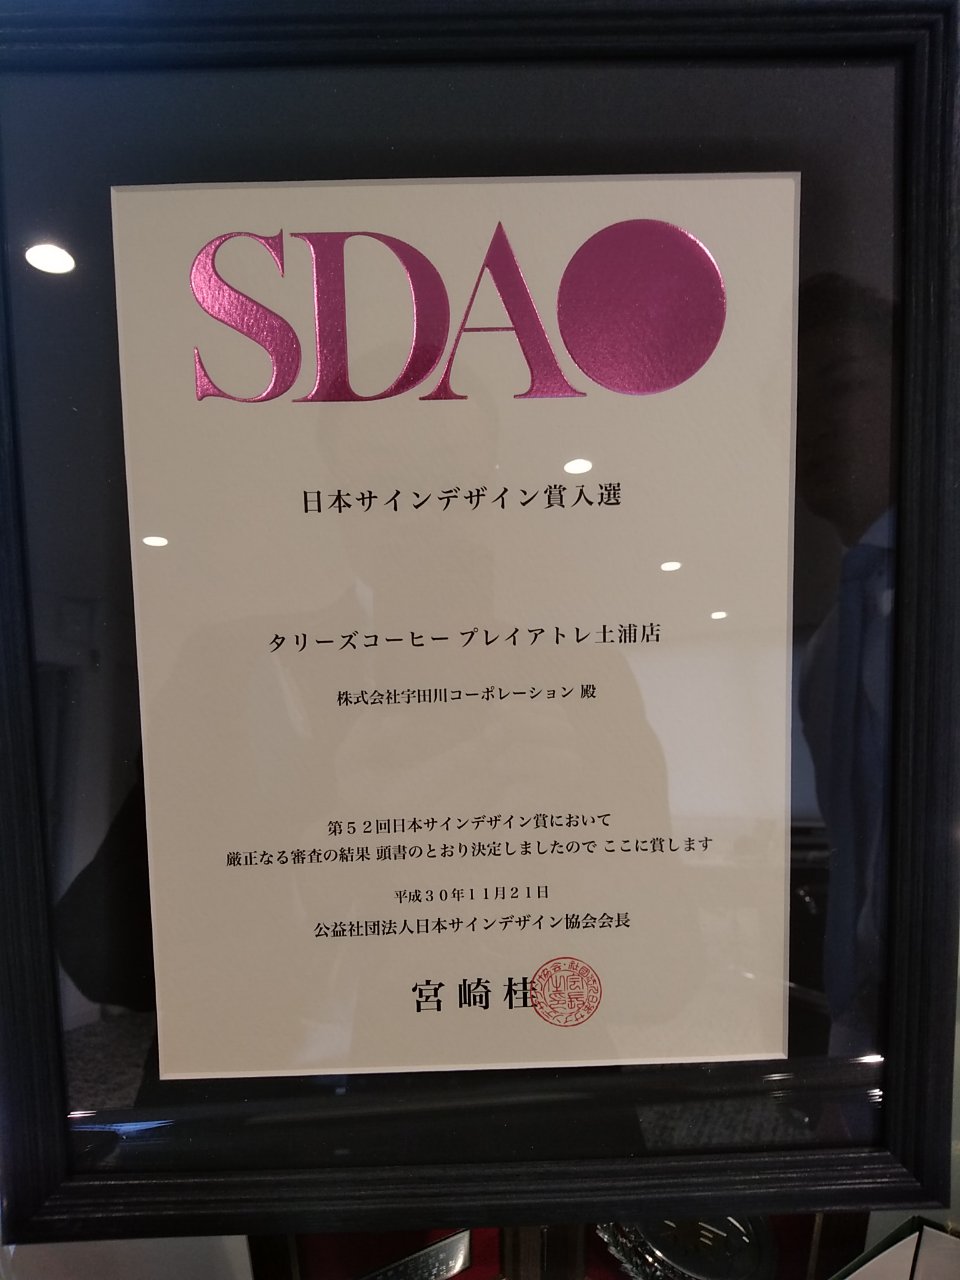 SDA
日本サインデザイン賞入選
タリーズコーヒー プレイアトレ土浦店
株式会社宇田川コーポレーション 殿
第５２回日本サインデザイン賞において
厳正なる審査の結果 頭書のとおり決定しましたので ここに賞します
平成３０年１１月２１日
公益社団法人日本サインデザイン協会会長
宮崎桂